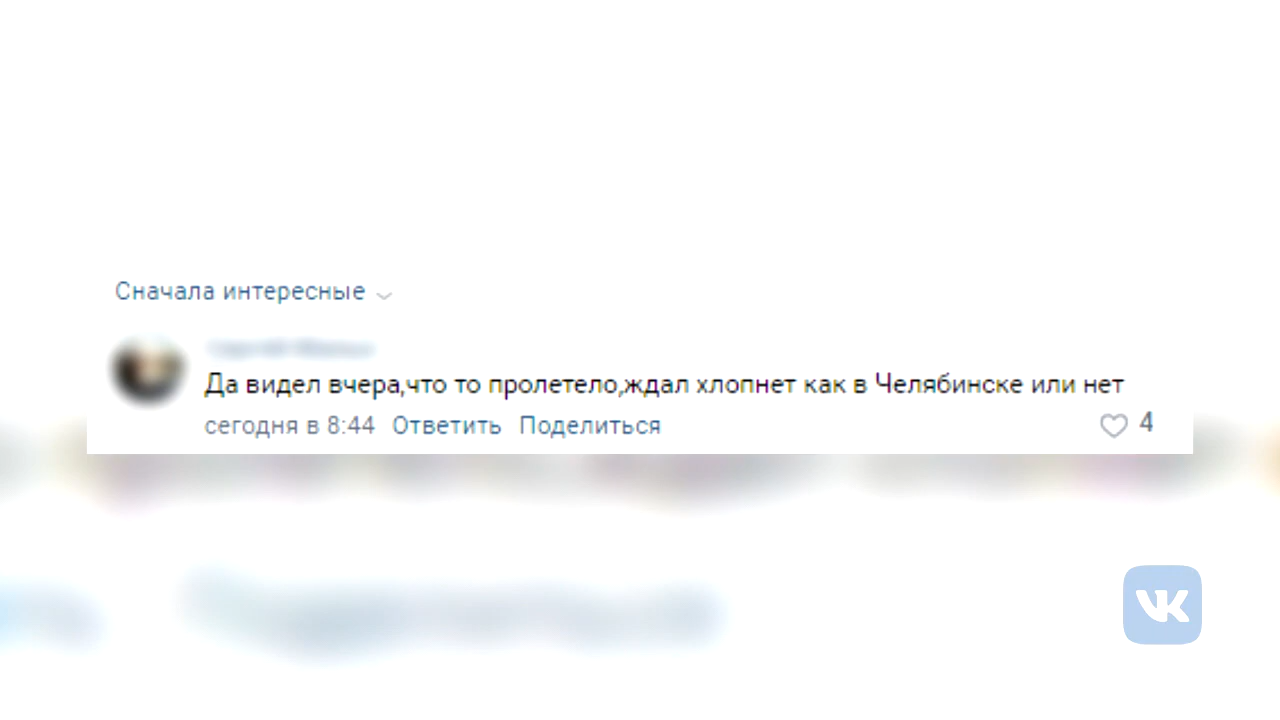 Сначала интересные
Да видел вчера,что то пролетело,ждал хлопнет как в Челябинске или нет
сегодня в 8:44 Ответить Поделиться 4